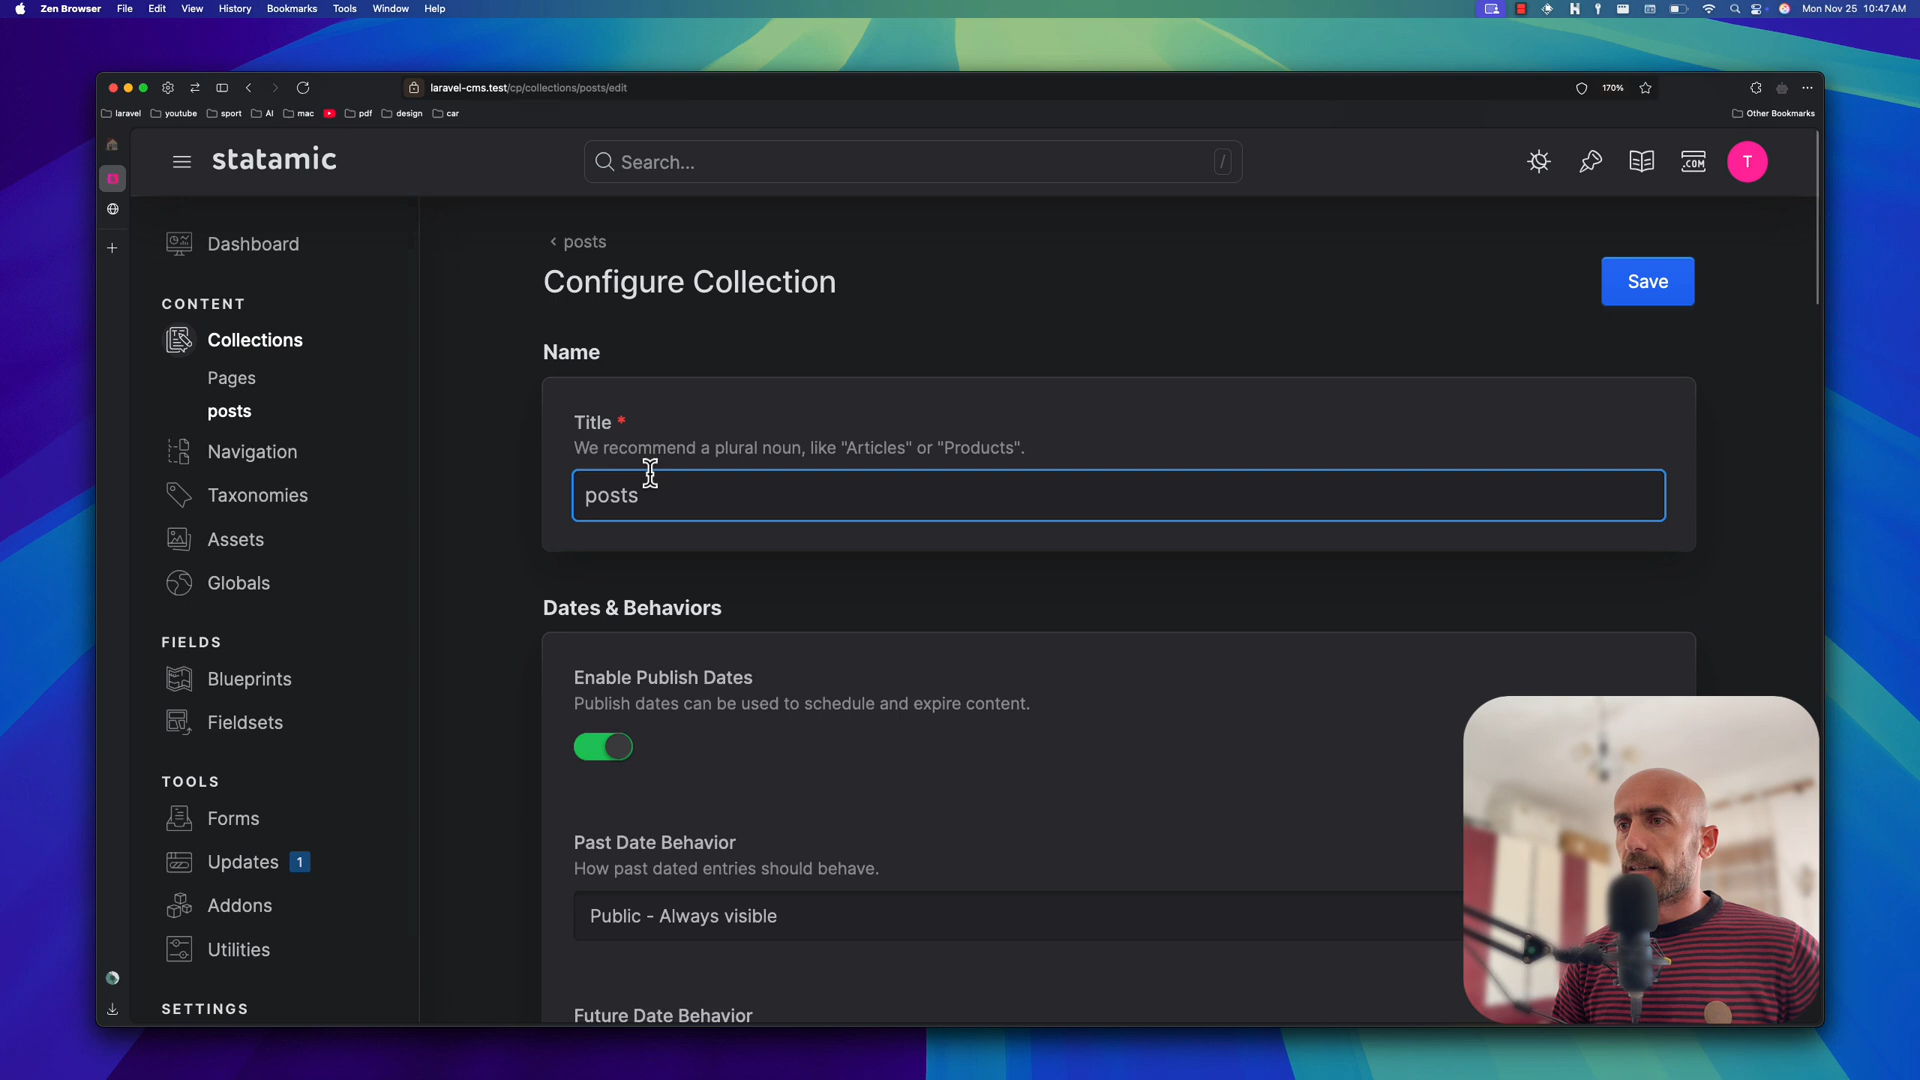 Zen Browser File Edit View History Bookmarks Tools Window Help
Mon Nov 25 10:47 AM
laravel-cms.test/cp/collections/posts/edit
170%
laravel youtube sport AI mac pdf design car
Other Bookmarks
statamic
Search...
/
.COM
T
Dashboard
CONTENT
Collections
Pages
posts
Navigation
Taxonomies
Assets
Globals
FIELDS
Blueprints
Fieldsets
TOOLS
Forms
Updates 1
Addons
Utilities
SETTINGS
‹ posts
Configure Collection
Save
Name
Title *
We recommend a plural noun, like "Articles" or "Products".
posts
Dates & Behaviors
Enable Publish Dates
Publish dates can be used to schedule and expire content.
Past Date Behavior
How past dated entries should behave.
Public - Always visible
Future Date Behavior